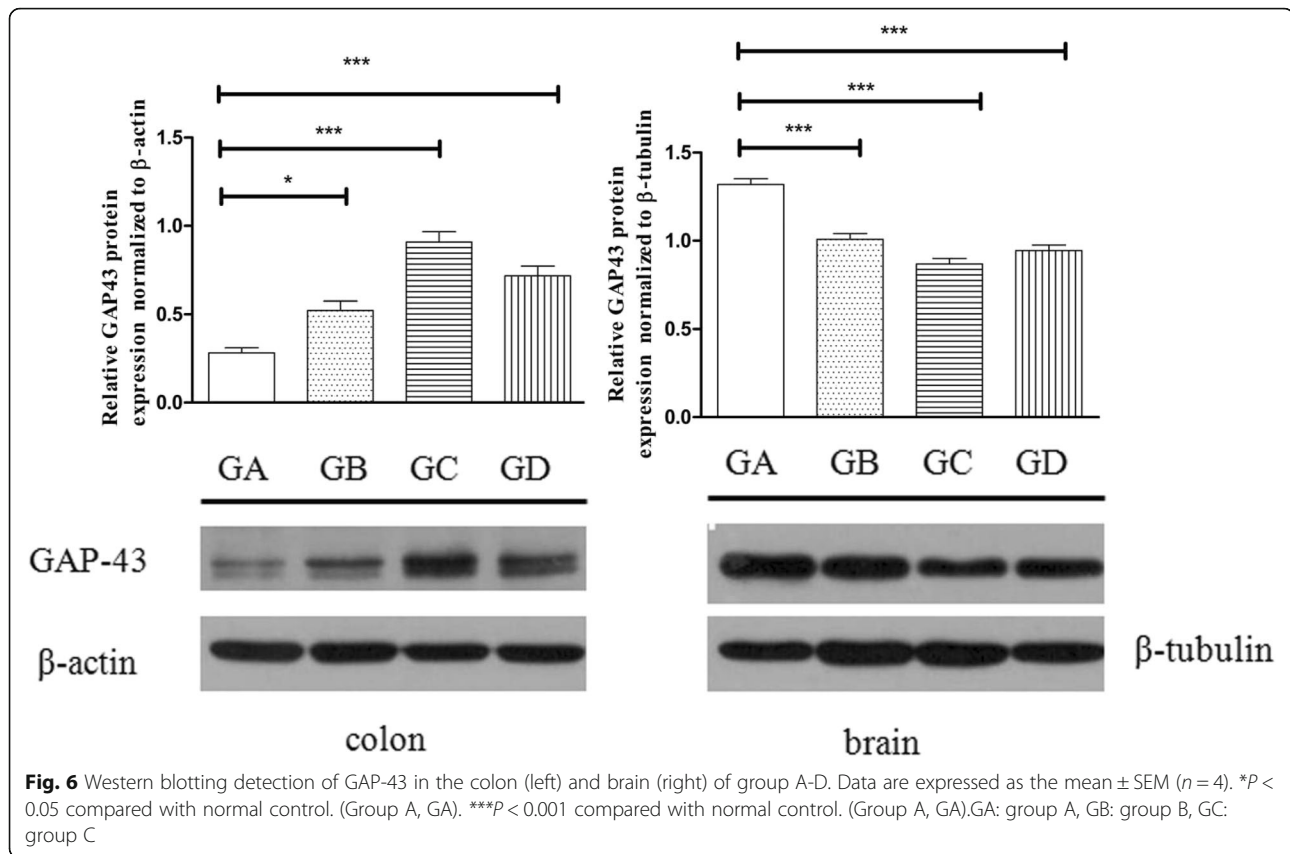 ***
***
*
Relative GAP43 protein
expression normalized to β-actin
1.5
1.0
0.5
0.0
GA GB GC GD
***
***
***
Relative GAP43 protein
expression normalized to β-tubulin
1.5
1.0
0.5
0.0
GA GB GC GD
GAP-43
β-actin
β-tubulin
colon
brain
Fig. 6 Western blotting detection of GAP-43 in the colon (left) and brain (right) of group A-D. Data are expressed as the mean ± SEM (n = 4). *P <
0.05 compared with normal control. (Group A, GA). ***P < 0.001 compared with normal control. (Group A, GA).GA: group A, GB: group B, GC:
group C